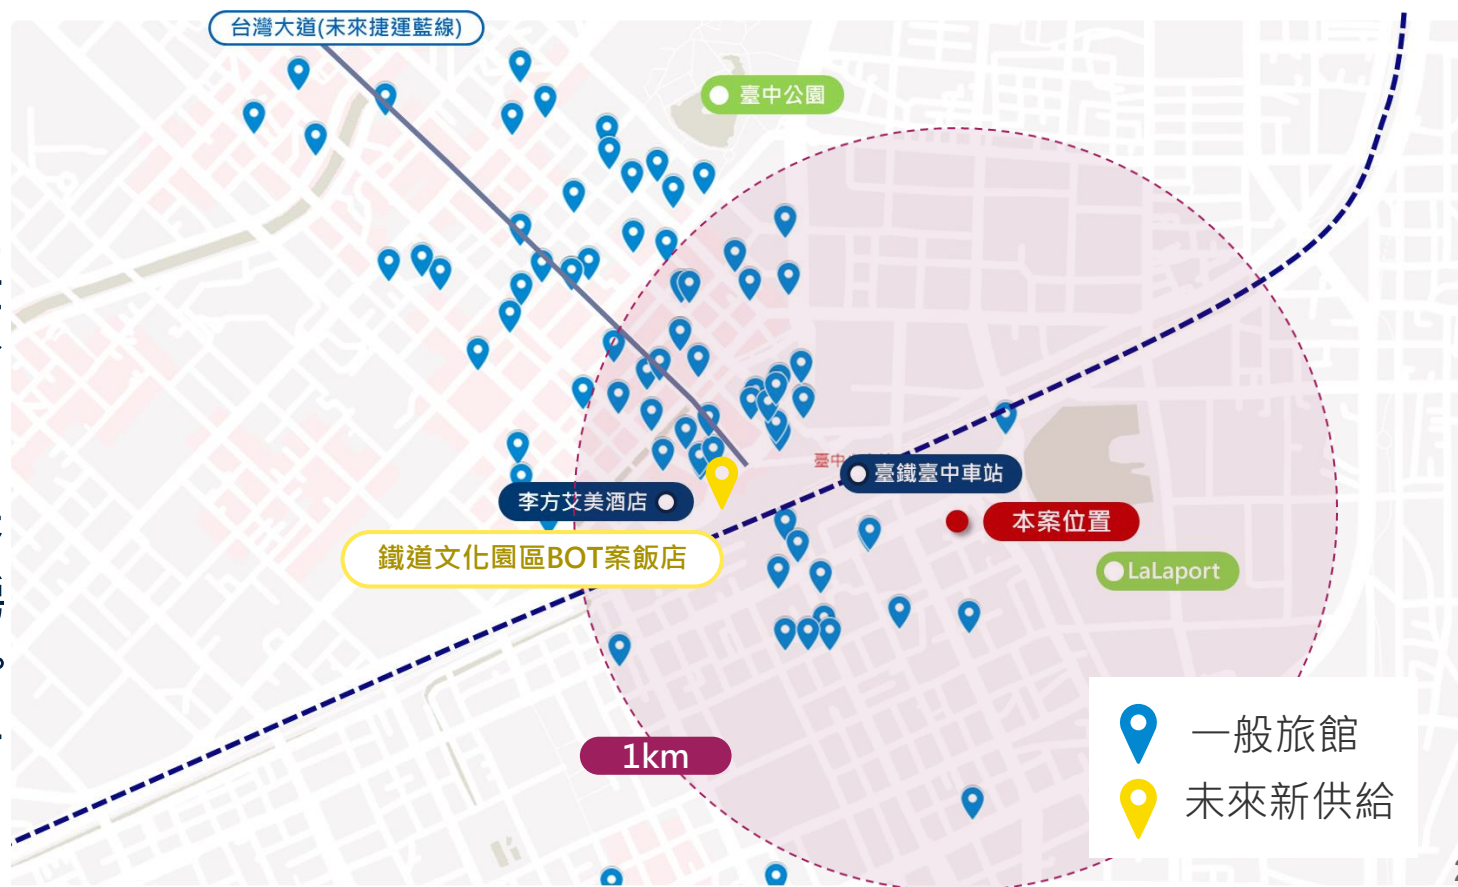 台灣大道(未來捷運藍線)
臺中公園
臺中
臺鐵臺中車站
李方艾美酒店
本案位置
鐵道文化園區BOT案飯店
LaLaport
1km
一般旅館
未來新供給